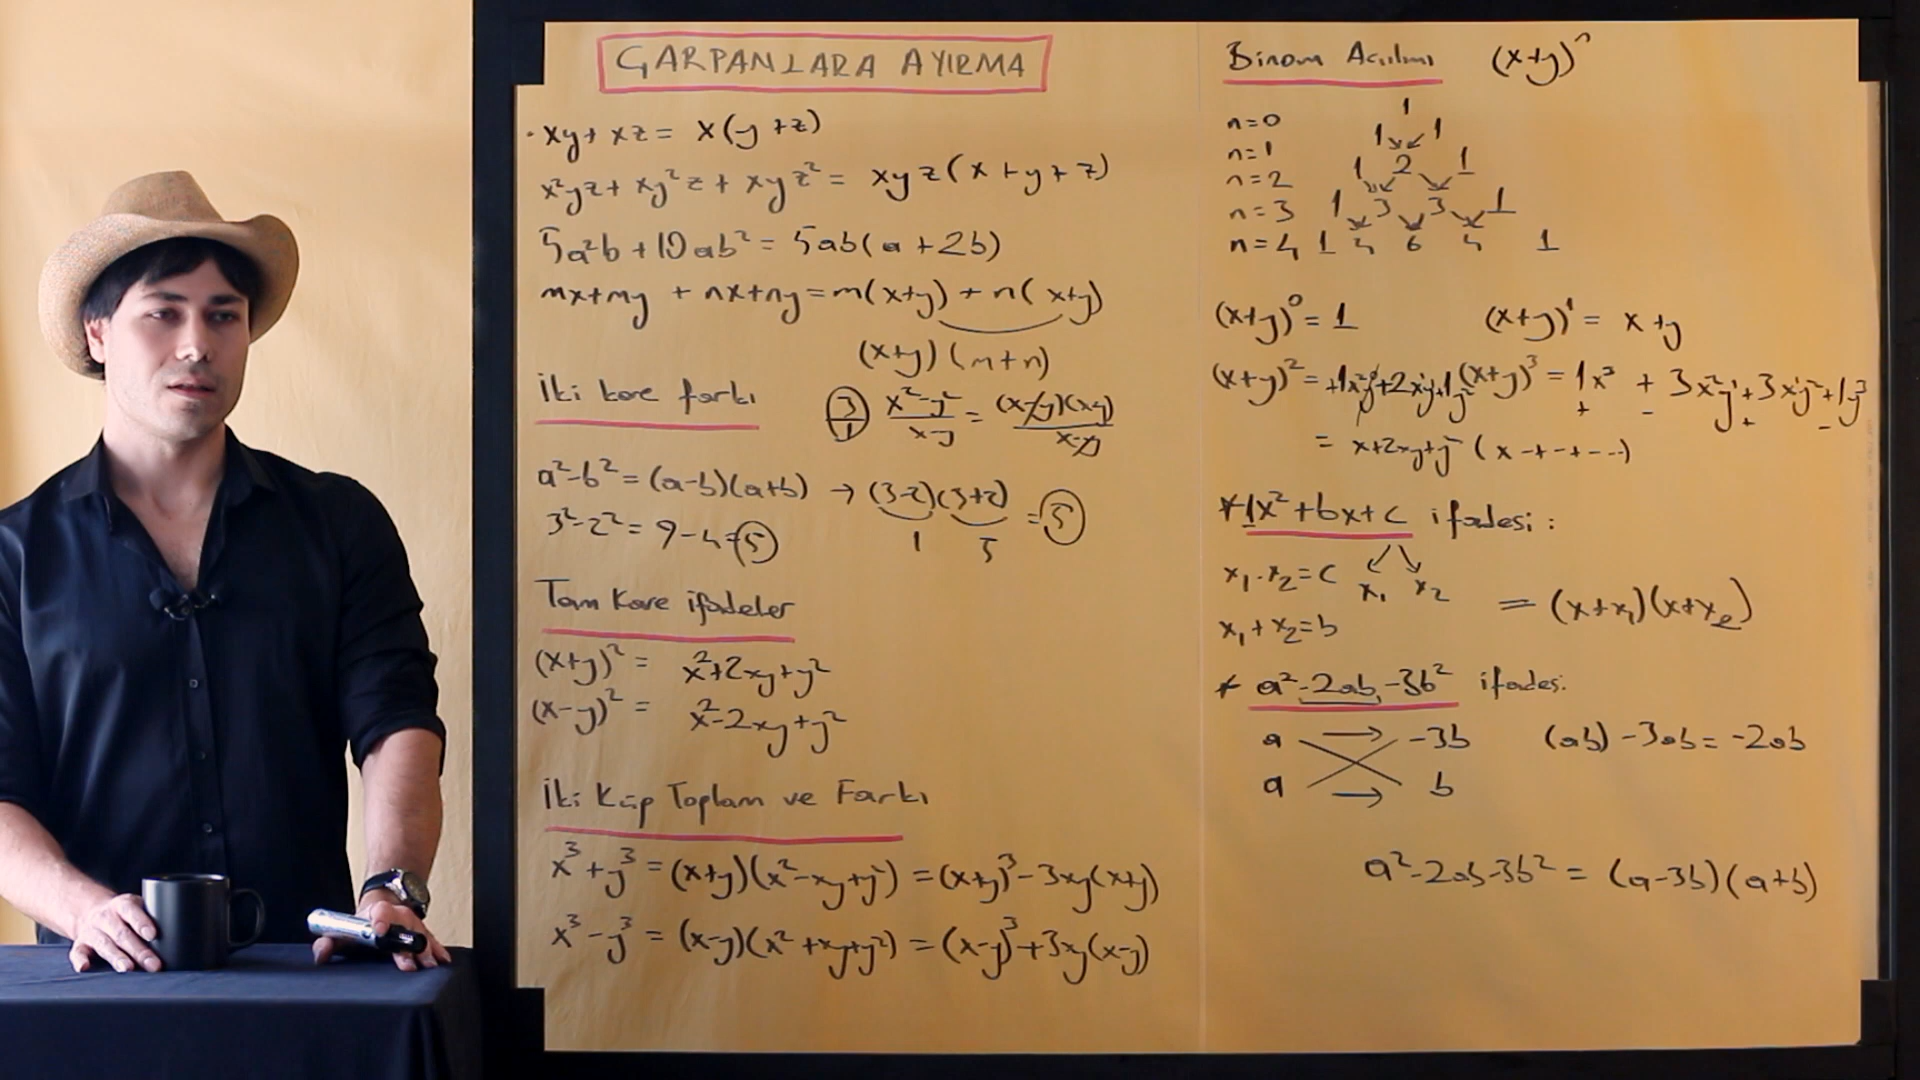 ÇARPANLARA AYIRMA
• xy + xz = x(y+z)
x²yz + xy²z + xyz² = xyz(x+y+z)
5a²b + 10ab² = 5ab(a+2b)
mx+my + nx+ny = m(x+y) + n(x+y)
(x+y)(m+n)
İki kare farkı
x²-y² / x-y = (x-y)(x+y) / x-y
a²-b² = (a-b)(a+b) → (3-2)(3+2) = 5
1 5
3²-2² = 9-4=5
Tam Kare ifadeler
(x+y)² = x²+2xy+y²
(x-y)² = x²-2xy+y²
İki Küp Toplam ve Farkı
x³+y³ = (x+y)(x²-xy+y²) = (x+y)³-3xy(x+y)
x³-y³ = (x-y)(x²+xy+y²) = (x-y)³+3xy(x-y)
Binom Acılımı (x+y)ⁿ
n=0 1
n=1 1 1
n=2 1 2 1
n=3 1 3 3 1
n=4 1 4 6 4 1
(x+y)⁰ = 1 (x+y)¹ = x+y
(x+y)² = (x+y)³ = 1x³ + 3x²y¹+3x¹y²+1y³
+ - + -
(x-+-+--)
*1x²+bx+c ifadesi:
x₁.x₂=c x₁ x₂
= (x+x₁)(x+x₂)
x₁+x₂=b
* a²-2ab-3b² ifades:
a -3b (ab)-3ab = -2ab
a b
a²-2ab-3b² = (a-3b)(a+b)